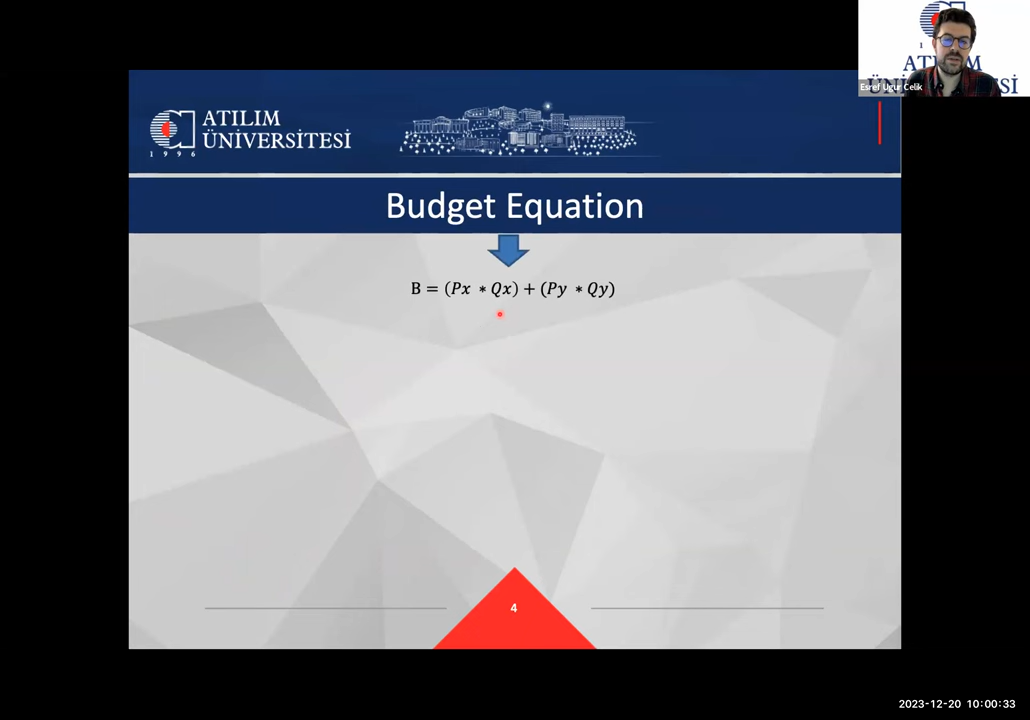 ATILIM
ÜNİVERSİTESİ
1 9 9 6
Budget Equation
B = (Px * Qx) + (Py * Qy)
4
Esref Ugur Celik
2023-12-20 10:00:33